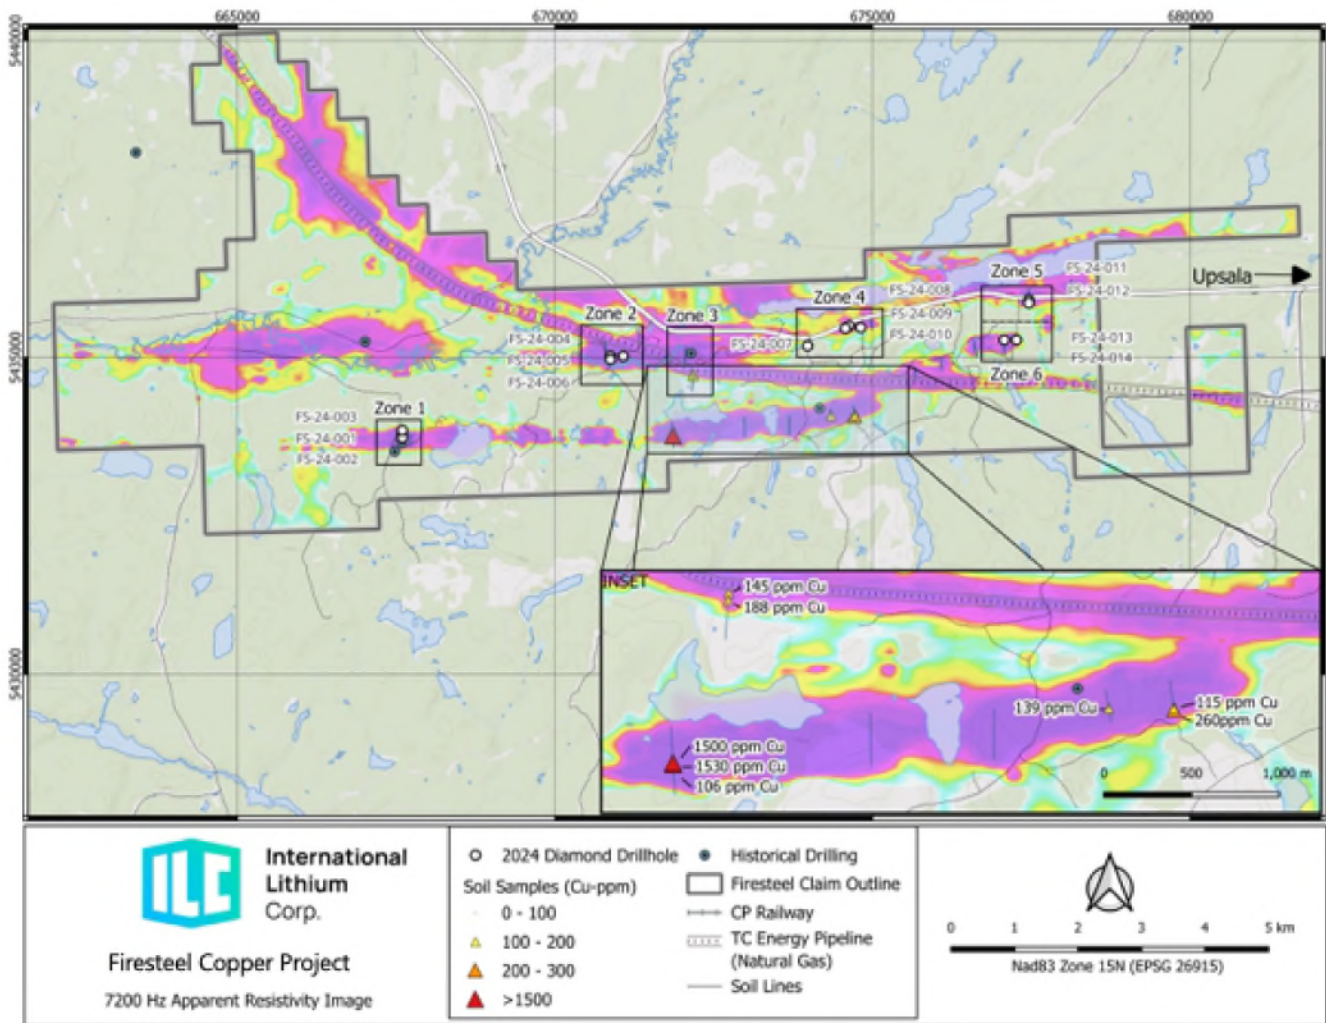 665000 670000 675000 680000
5440000
5435000
5430000
Upsala
Zone 5
FS-24-011
FS-24-012
FS-24-008
Zone 4
FS-24-009
FS-24-010
FS-24-007
Zone 2
Zone 3
FS-24-004
FS-24-005
FS-24-006
FS-24-013
FS-24-014
Zone 6
Zone 1
FS-24-003
FS-24-001
FS-24-002
INSET
145 ppm Cu
188 ppm Cu
139 ppm Cu
115 ppm Cu
260ppm Cu
1500 ppm Cu
1530 ppm Cu
106 ppm Cu
0 500 1,000 m
ILC
International
Lithium
Corp.
Firesteel Copper Project
7200 Hz Apparent Resistivity Image
2024 Diamond Drillhole
Soil Samples (Cu-ppm)
0 - 100
100 - 200
200 - 300
>1500
Historical Drilling
Firesteel Claim Outline
CP Railway
TC Energy Pipeline
(Natural Gas)
Soil Lines
0 1 2 3 4 5 km
Nad83 Zone 15N (EPSG 26915)